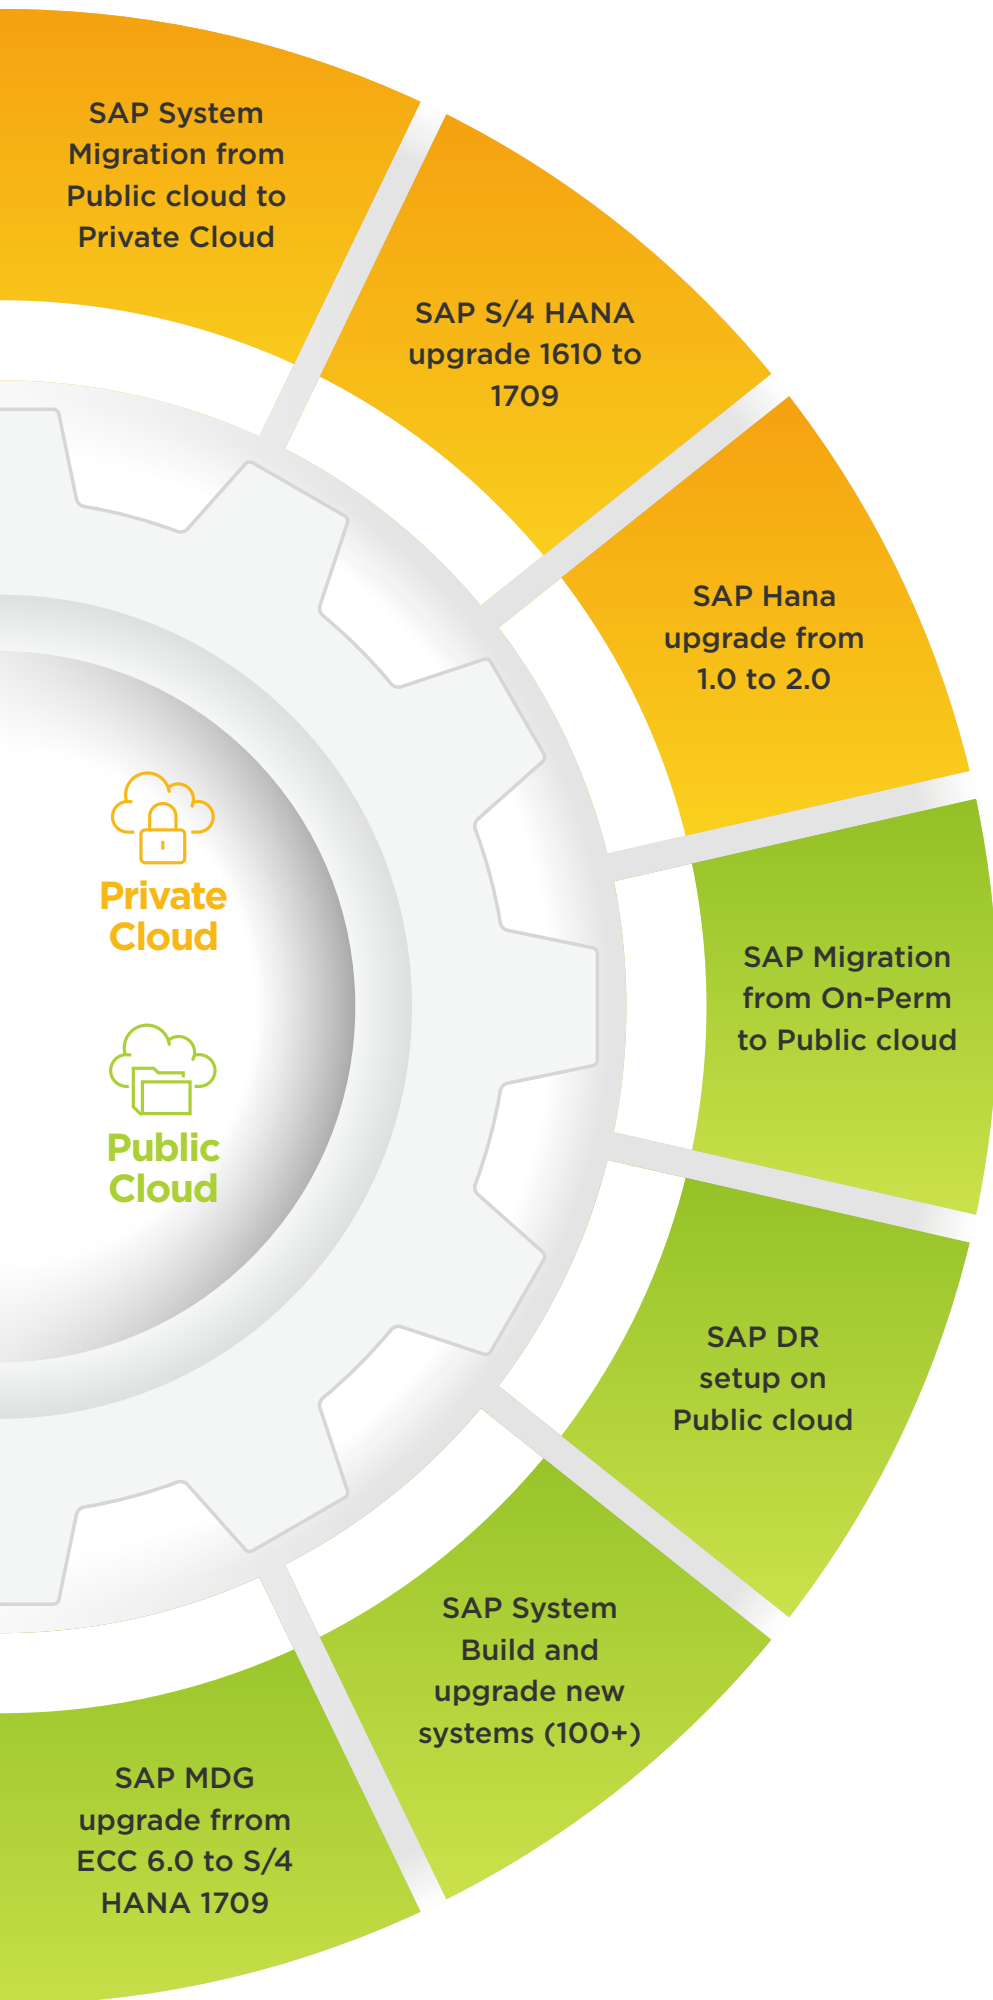 SAP System
Migration from
Public cloud to
Private Cloud
SAP S/4 HANA
upgrade 1610 to
1709
SAP Hana
upgrade from
1.0 to 2.0
Private
Cloud
SAP Migration
from On-Perm
to Public cloud
Public
Cloud
SAP DR
setup on
Public cloud
SAP System
Build and
upgrade new
systems (100+)
SAP MDG
upgrade frrom
ECC 6.0 to S/4
HANA 1709